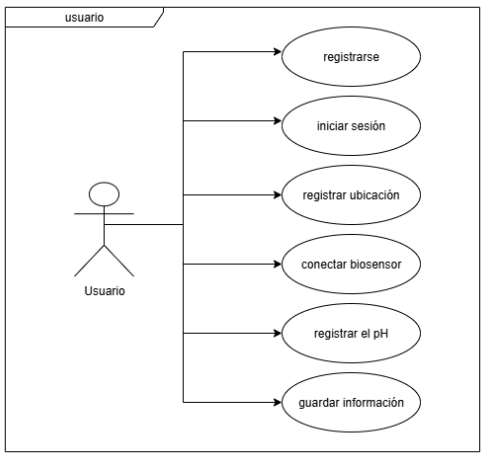 usuario
registrarse
iniciar sesión
registrar ubicación
conectar biosensor
Usuario
registrar el pH
guardar información